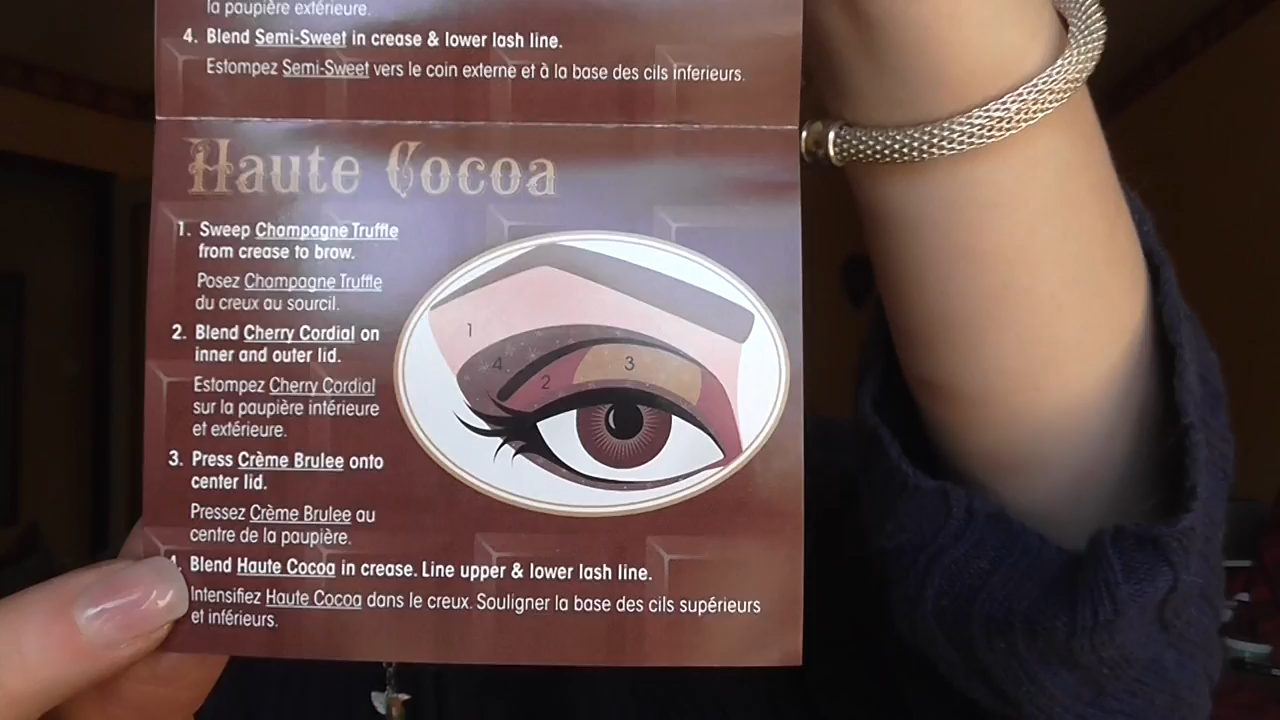 la paupière extérieure.
4. Blend Semi-Sweet in crease & lower lash line.
Estompez Semi-Sweet vers le coin externe et à la base des cils inferieurs.
Haute Cocoa
1. Sweep Champagne Truffle
from crease to brow.
Posez Champagne Truffle
du creux au sourcil.
2. Blend Cherry Cordial on
inner and outer lid.
Estompez Cherry Cordial
sur la paupière intérieure
et extérieure.
3. Press Crème Brulee onto
center lid.
Pressez Crème Brulee au
centre de la paupière.
4. Blend Haute Cocoa in crease. Line upper & lower lash line.
Intensifiez Haute Cocoa dans le creux. Souligner la base des cils supérieurs
et inférieurs.
1
4
2
3